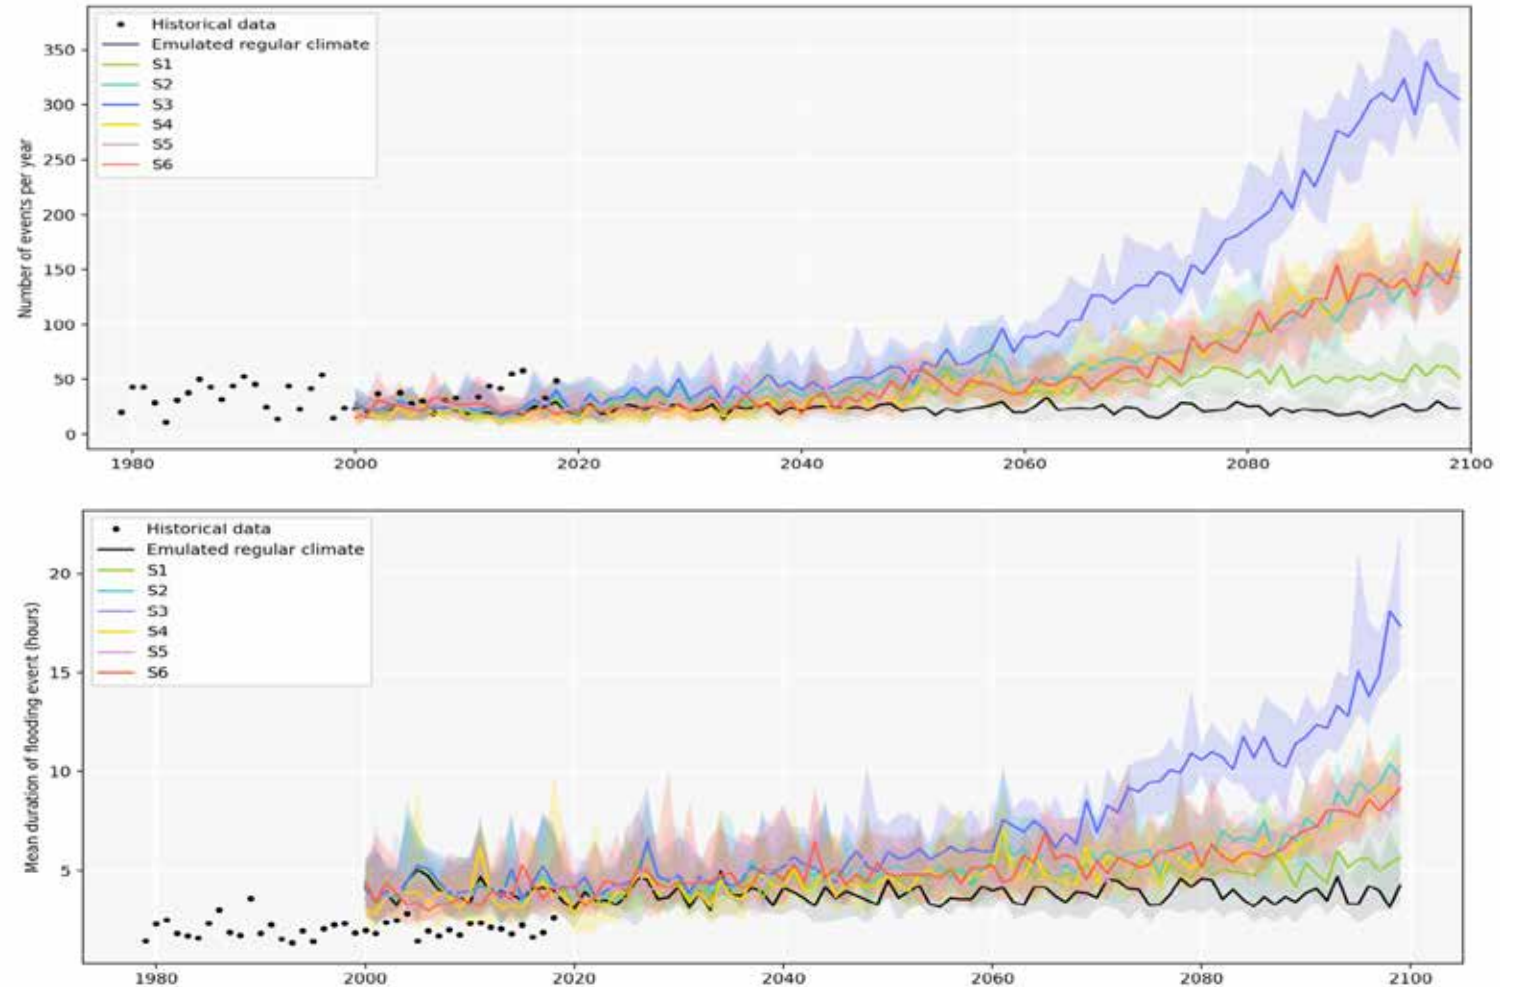 Historical data
Emulated regular climate
S1
S2
S3
S4
S5
S6
Number of events per year
350
300
250
200
150
100
50
0
1980 2000 2020 2040 2060 2080 2100
Historical data
Emulated regular climate
S1
S2
S3
S4
S5
S6
Mean duration of flooding event (hours)
20
15
10
5
1980 2000 2020 2040 2060 2080 2100